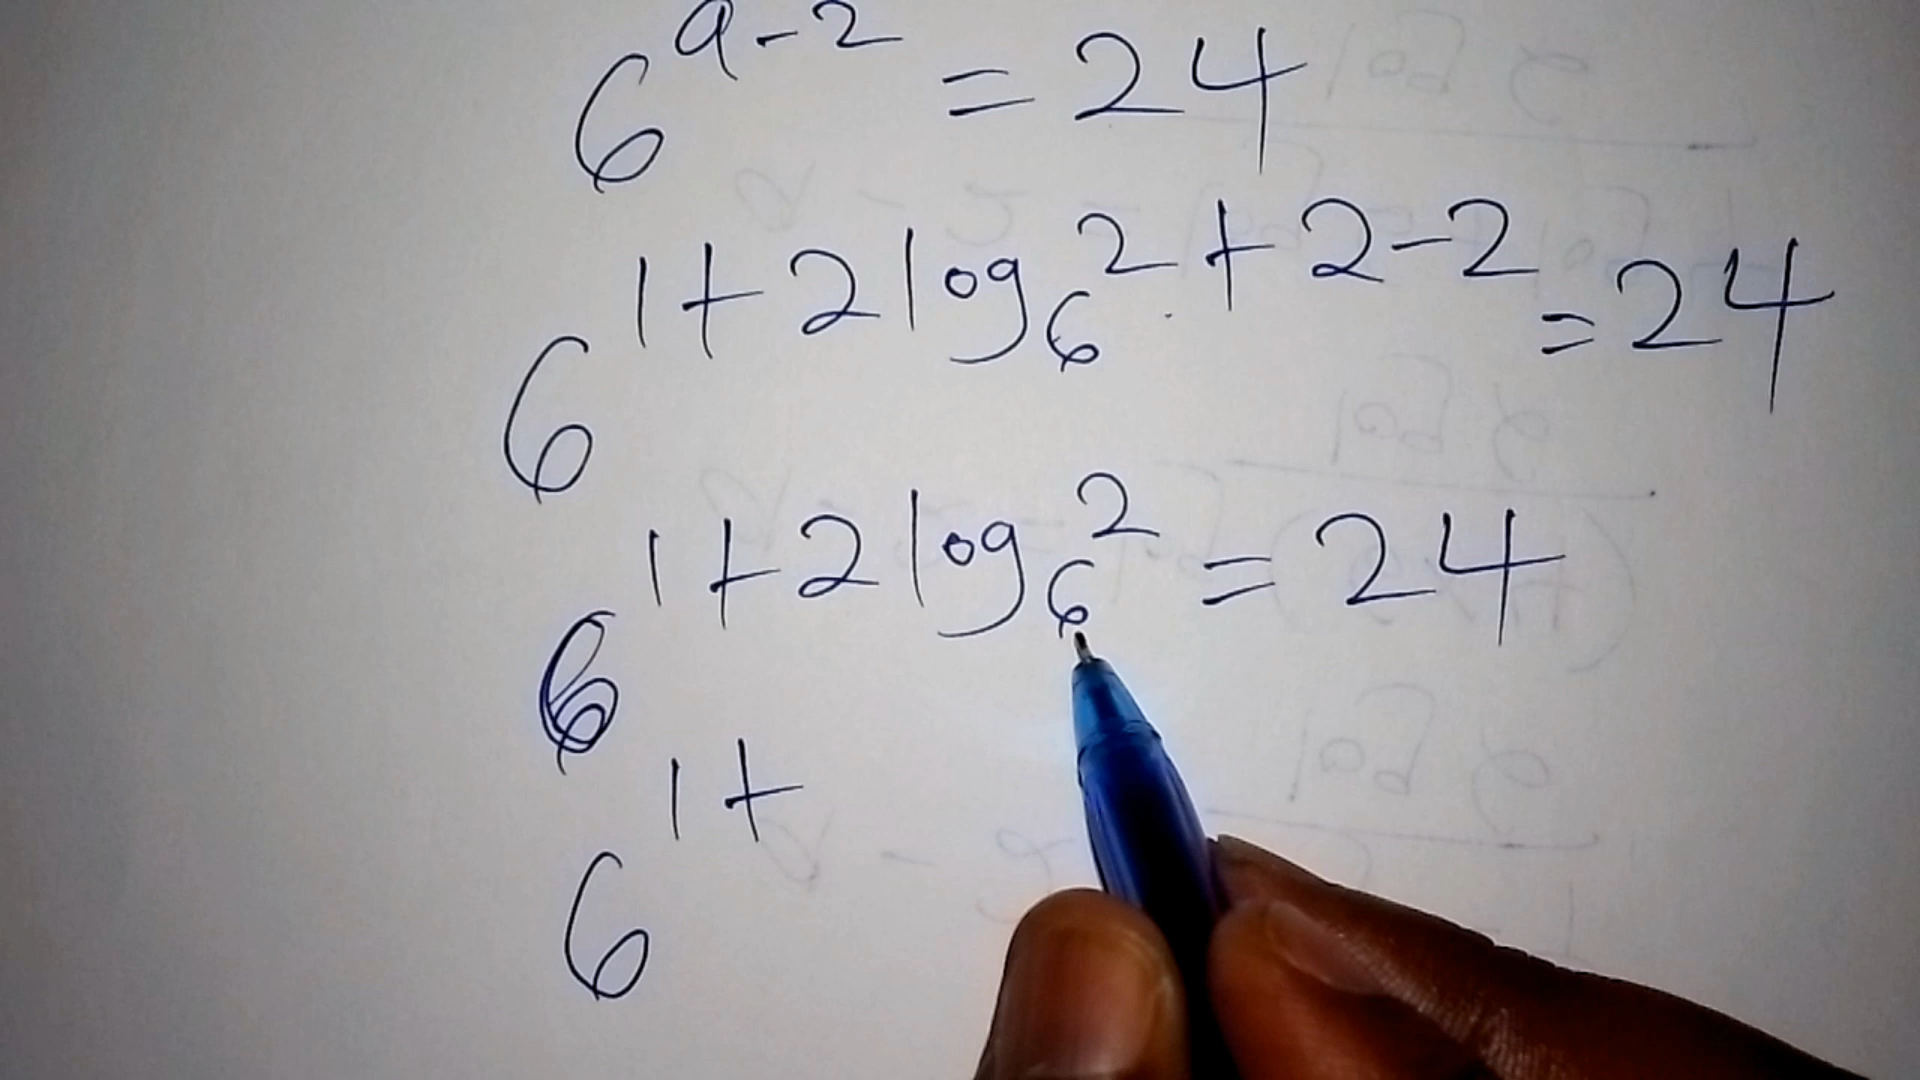 6^{a-2} = 24
6^{1+2log_6 2+2-2} = 24
6^{1+2log_6 2} = 24
6^{1+}